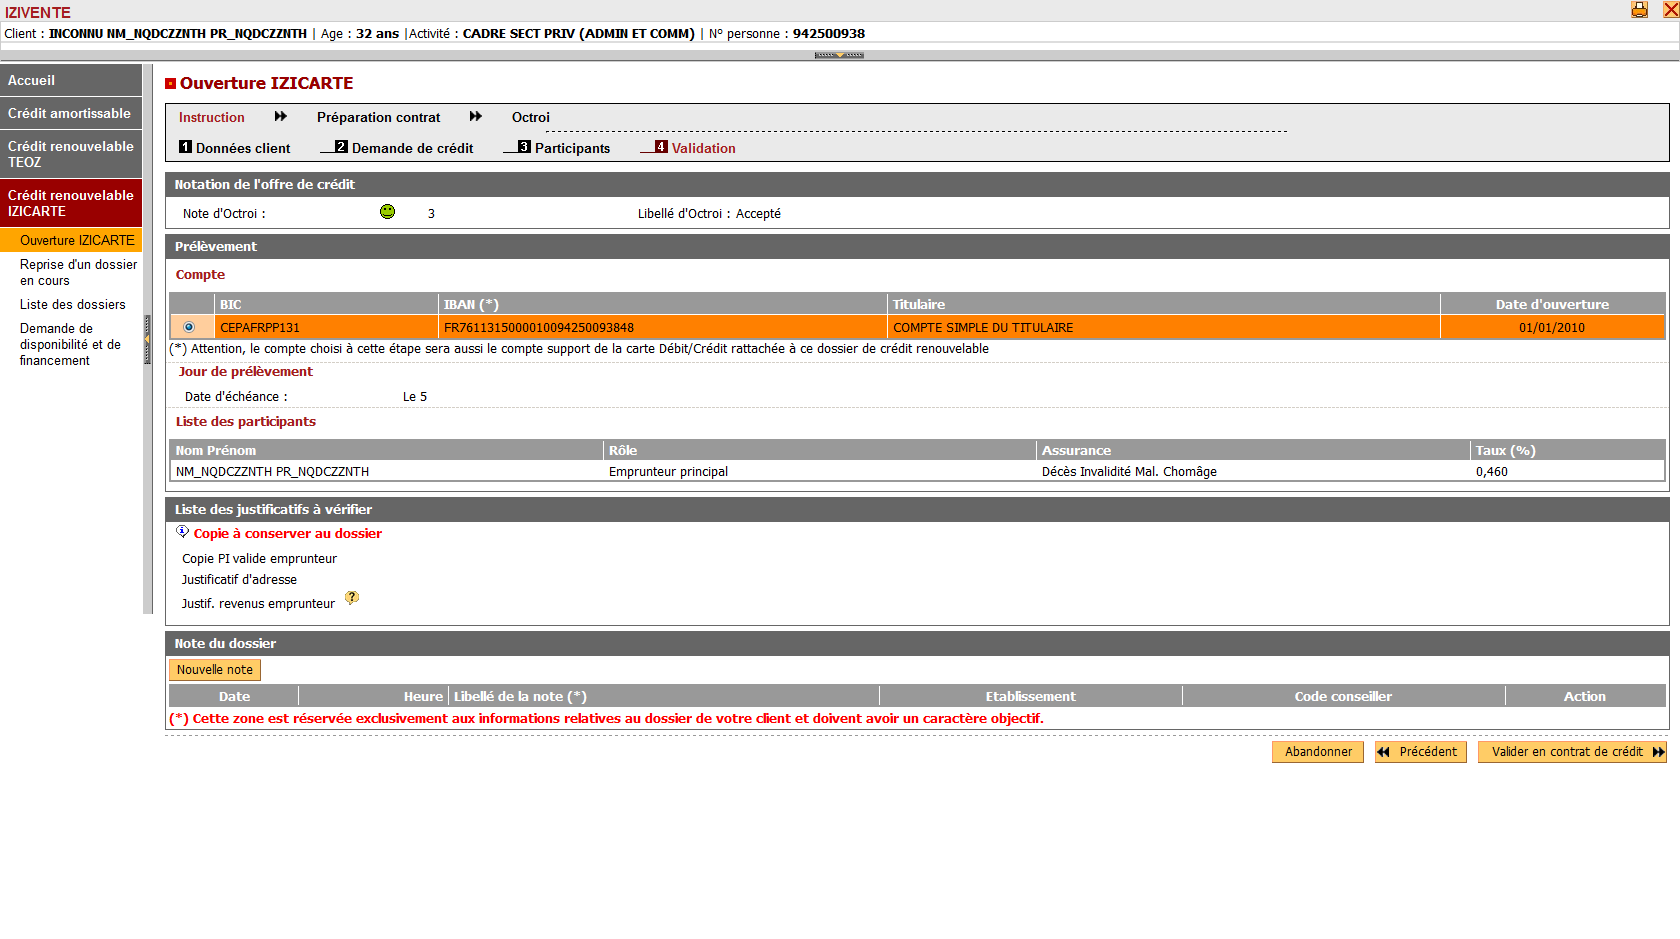 IZIVENTE
Client : INCONNU NM_NQDCZZNTH PR_NQDCZZNTH | Age : 32 ans |Activité : CADRE SECT PRIV (ADMIN ET COMM) | N° personne : 942500938
Accueil
Crédit amortissable
Crédit renouvelable
TEOZ
Crédit renouvelable
IZICARTE
Ouverture IZICARTE
Reprise d'un dossier
en cours
Liste des dossiers
Demande de
disponibilité et de
financement
Ouverture IZICARTE
Instruction Préparation contrat Octroi
1 Données client 2 Demande de crédit 3 Participants 4 Validation
Notation de l'offre de crédit
Note d'Octroi : 3 Libellé d'Octroi : Accepté
Prélèvement
Compte
BIC IBAN (*) Titulaire Date d'ouverture
CEPAFRPP131 FR7611315000010094250093848 COMPTE SIMPLE DU TITULAIRE 01/01/2010
(*) Attention, le compte choisi à cette étape sera aussi le compte support de la carte Débit/Crédit rattachée à ce dossier de crédit renouvelable
Jour de prélèvement
Date d'échéance : Le 5
Liste des participants
Nom Prénom Rôle Assurance Taux (%)
NM_NQDCZZNTH PR_NQDCZZNTH Emprunteur principal Décès Invalidité Mal. Chomâge 0,460
Liste des justificatifs à vérifier
Copie à conserver au dossier
Copie PI valide emprunteur
Justificatif d'adresse
Justif. revenus emprunteur ?
Note du dossier
Nouvelle note
Date Heure Libellé de la note (*) Etablissement Code conseiller Action
(*) Cette zone est réservée exclusivement aux informations relatives au dossier de votre client et doivent avoir un caractère objectif.
Abandonner Précédent Valider en contrat de crédit